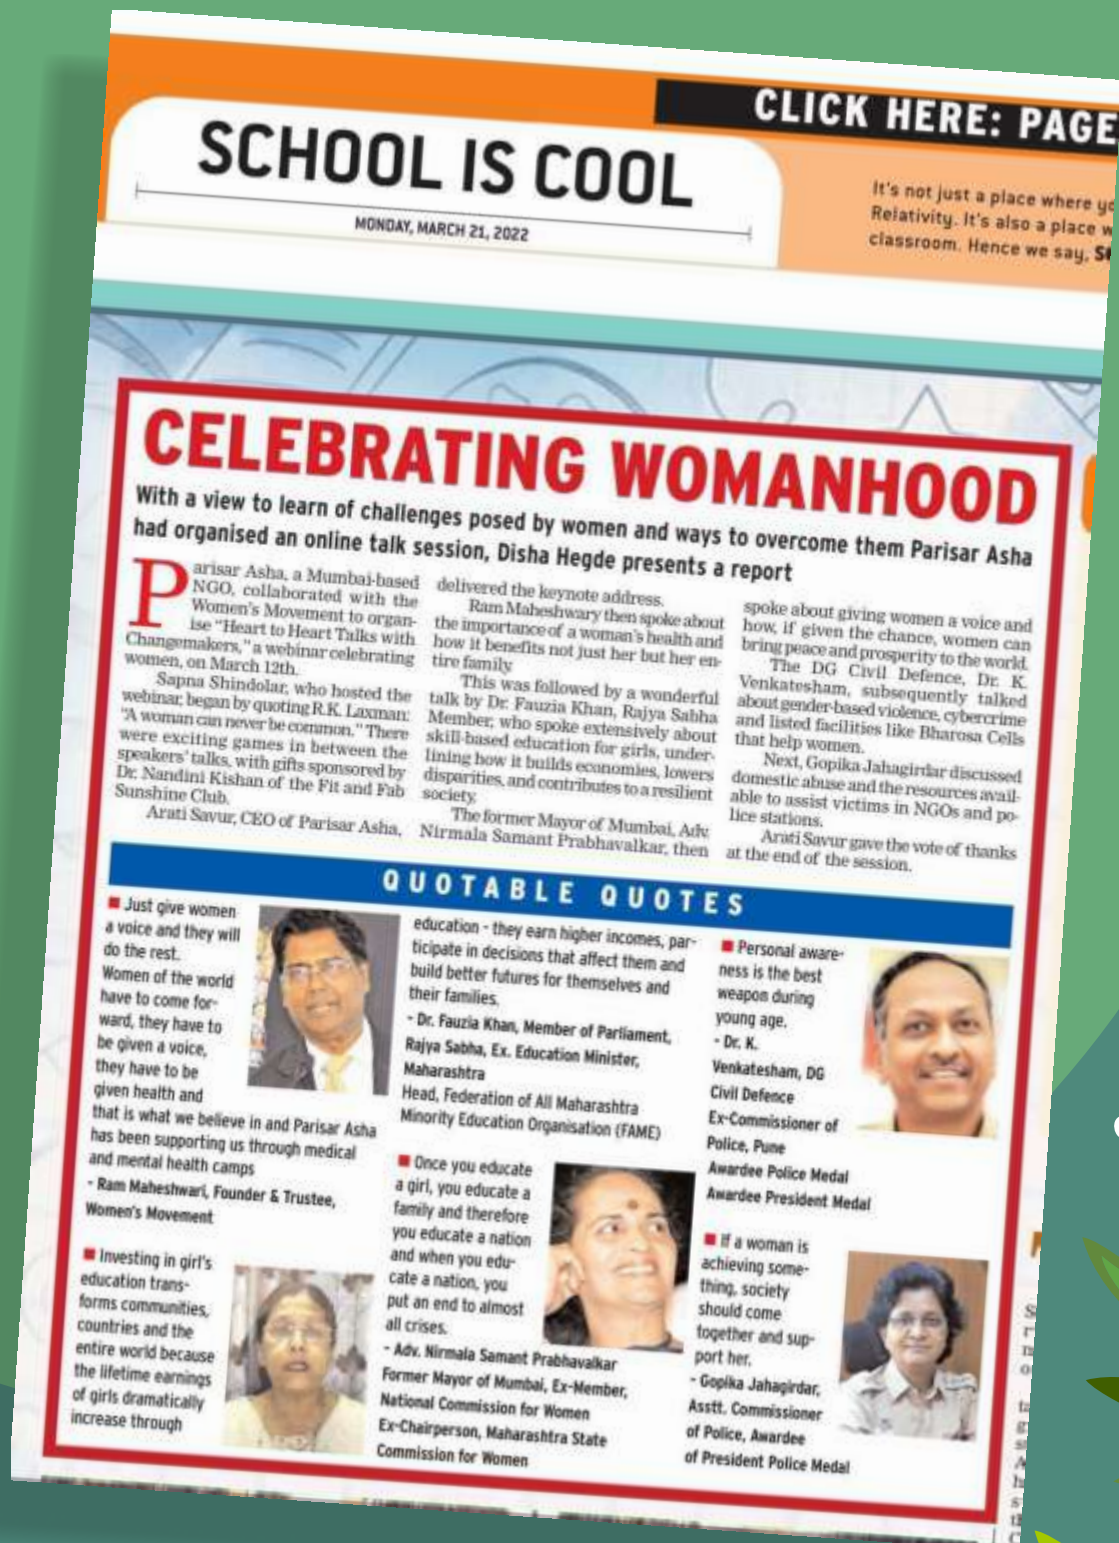 CLICK HERE: PAGE
SCHOOL IS COOL
MONDAY, MARCH 21, 2022
It's not just a place where
Relativity. It's also a place
classroom. Hence we say,
CELEBRATING WOMANHOOD
With a view to learn of challenges posed by women and ways to overcome them Parisar Asha
had organised an online talk session, Disha Hegde presents a report
Parisar Asha, a Mumbai-based
NGO, collaborated with the
Women's Movement to organ-
ise "Heart to Heart Talks with
Changemakers," a webinar celebrating
women, on March 12th.
Sapna Shindolar, who hosted the
webinar, began by quoting R.K. Laxman:
"A woman can never be common." There
were exciting games in between the
speakers' talks, with gifts sponsored by
Dr. Nandini Kishan of the Fit and Fab
Sunshine Club.
Arati Savur, CEO of Parisar Asha,
delivered the keynote address.
Ram Maheshwary then spoke about
the importance of a woman's health and
how it benefits not just her but her en-
tire family.
This was followed by a wonderful
talk by Dr. Fauzia Khan, Rajya Sabha
Member, who spoke extensively about
skill-based education for girls, under-
lining how it builds economies, lowers
disparities, and contributes to a resilient
society.
The former Mayor of Mumbai, Adv.
Nirmala Samant Prabhavalkar, then
spoke about giving women a voice and
how, if given the chance, women can
bring peace and prosperity to the world.
The DG Civil Defence, Dr. K.
Venkatesham, subsequently talked
about gender-based violence, cybercrime
and listed facilities like Bharosa Cells
that help women.
Next, Gopika Jahagirdar discussed
domestic abuse and the resources avail-
able to assist victims in NGOs and po-
lice stations.
Arati Savur gave the vote of thanks
at the end of the session.
QUOTABLE QUOTES
Just give women
a voice and they will
do the rest.
Women of the world
have to come for-
ward, they have to
be given a voice,
they have to be
given health and
that is what we believe in and Parisar Asha
has been supporting us through medical
and mental health camps
- Ram Maheshwari, Founder & Trustee,
Women's Movement
Investing in girl's
education trans-
forms communities,
countries and the
entire world because
the lifetime earnings
of girls dramatically
increase through
education - they earn higher incomes, par-
ticipate in decisions that affect them and
build better futures for themselves and
their families.
- Dr. Fauzia Khan, Member of Parliament,
Rajya Sabha, Ex. Education Minister,
Maharashtra
Head, Federation of All Maharashtra
Minority Education Organisation (FAME)
Once you educate
a girl, you educate a
family and therefore
you educate a nation
and when you edu-
cate a nation, you
put an end to almost
all crises.
- Adv. Nirmala Samant Prabhavalkar
Former Mayor of Mumbai, Ex-Member,
National Commission for Women
Ex-Chairperson, Maharashtra State
Commission for Women
Personal aware-
ness is the best
weapon during
young age.
- Dr. K.
Venkatesham, DG
Civil Defence
Ex-Commissioner of
Police, Pune
Awardee Police Medal
Awardee President Medal
If a woman is
achieving some-
thing, society
should come
together and sup-
port her.
- Gopika Jahagirdar,
Asstt. Commissioner
of Police, Awardee
of President Police Medal